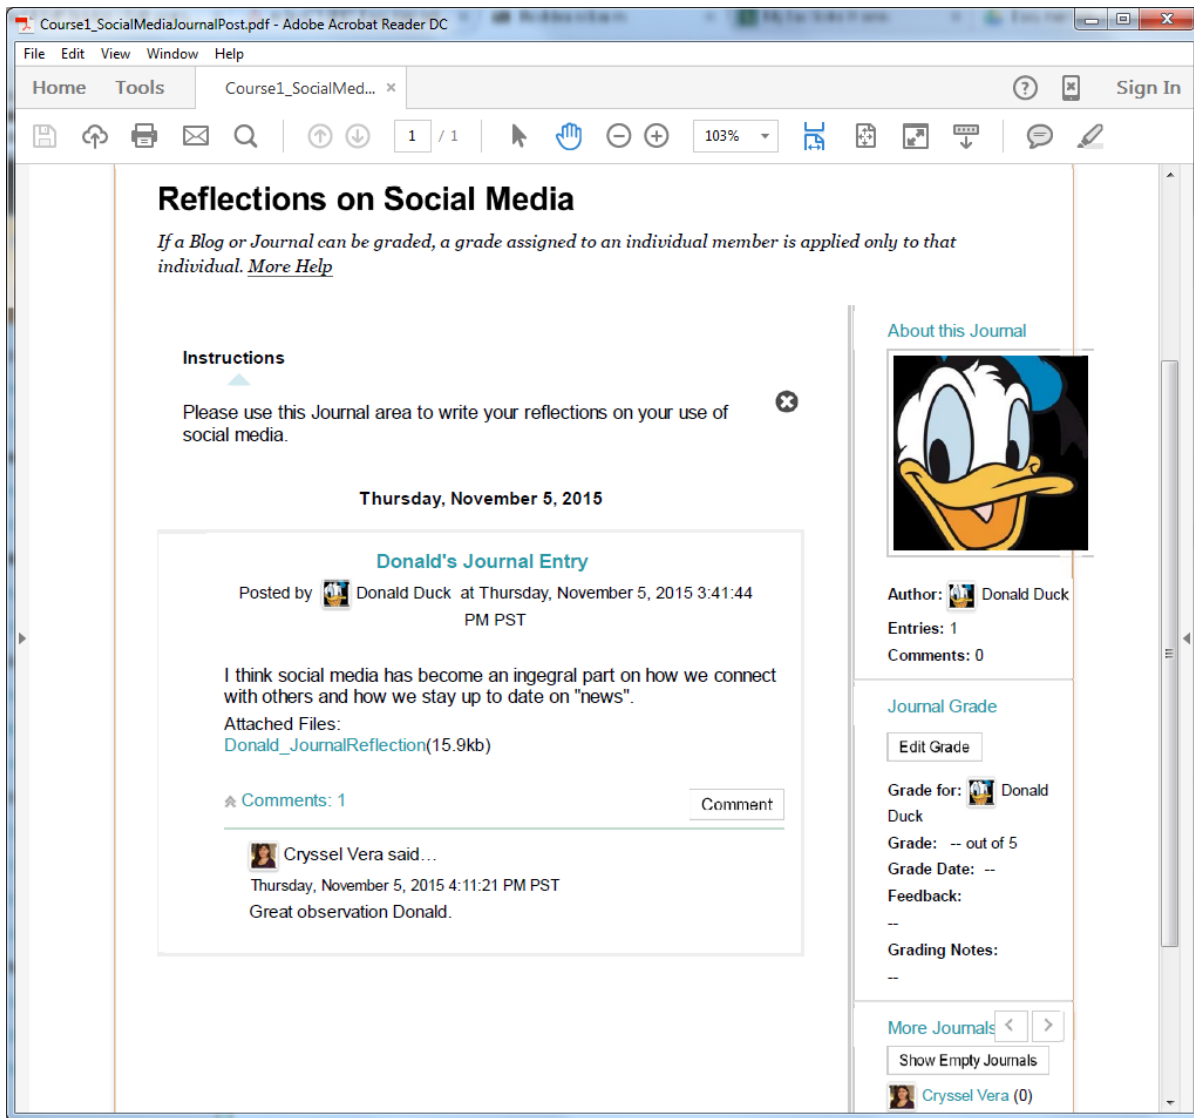 Course1_SocialMediaJournalPost.pdf - Adobe Acrobat Reader DC
File Edit View Window Help
Home Tools Course1_SocialMed... × Sign In
1 / 1 103%
Reflections on Social Media
If a Blog or Journal can be graded, a grade assigned to an individual member is applied only to that
individual. More Help
Instructions
Please use this Journal area to write your reflections on your use of
social media.
Thursday, November 5, 2015
Donald's Journal Entry
Posted by Donald Duck at Thursday, November 5, 2015 3:41:44
PM PST
I think social media has become an ingegral part on how we connect
with others and how we stay up to date on "news".
Attached Files:
Donald_JournalReflection(15.9kb)
Comments: 1
Comment
Cryssel Vera said...
Thursday, November 5, 2015 4:11:21 PM PST
Great observation Donald.
About this Journal
Author: Donald Duck
Entries: 1
Comments: 0
Journal Grade
Edit Grade
Grade for: Donald
Duck
Grade: -- out of 5
Grade Date: --
Feedback:
--
Grading Notes:
--
More Journals < >
Show Empty Journals
Cryssel Vera (0)